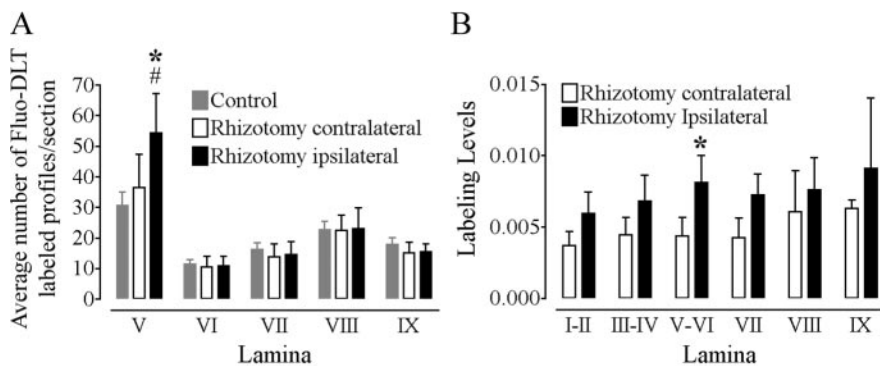 A
Average number of Fluo-DLT
labeled profiles/section
70
60
50
40
30
20
10
0
*
#
Control
Rhizotomy contralateral
Rhizotomy ipsilateral
V VI VII VIII IX
Lamina
B
Labeling Levels
0.015
0.010
0.005
0.000
Rhizotomy contralateral
Rhizotomy Ipsilateral
*
I-II III-IV V-VI VII VIII IX
Lamina